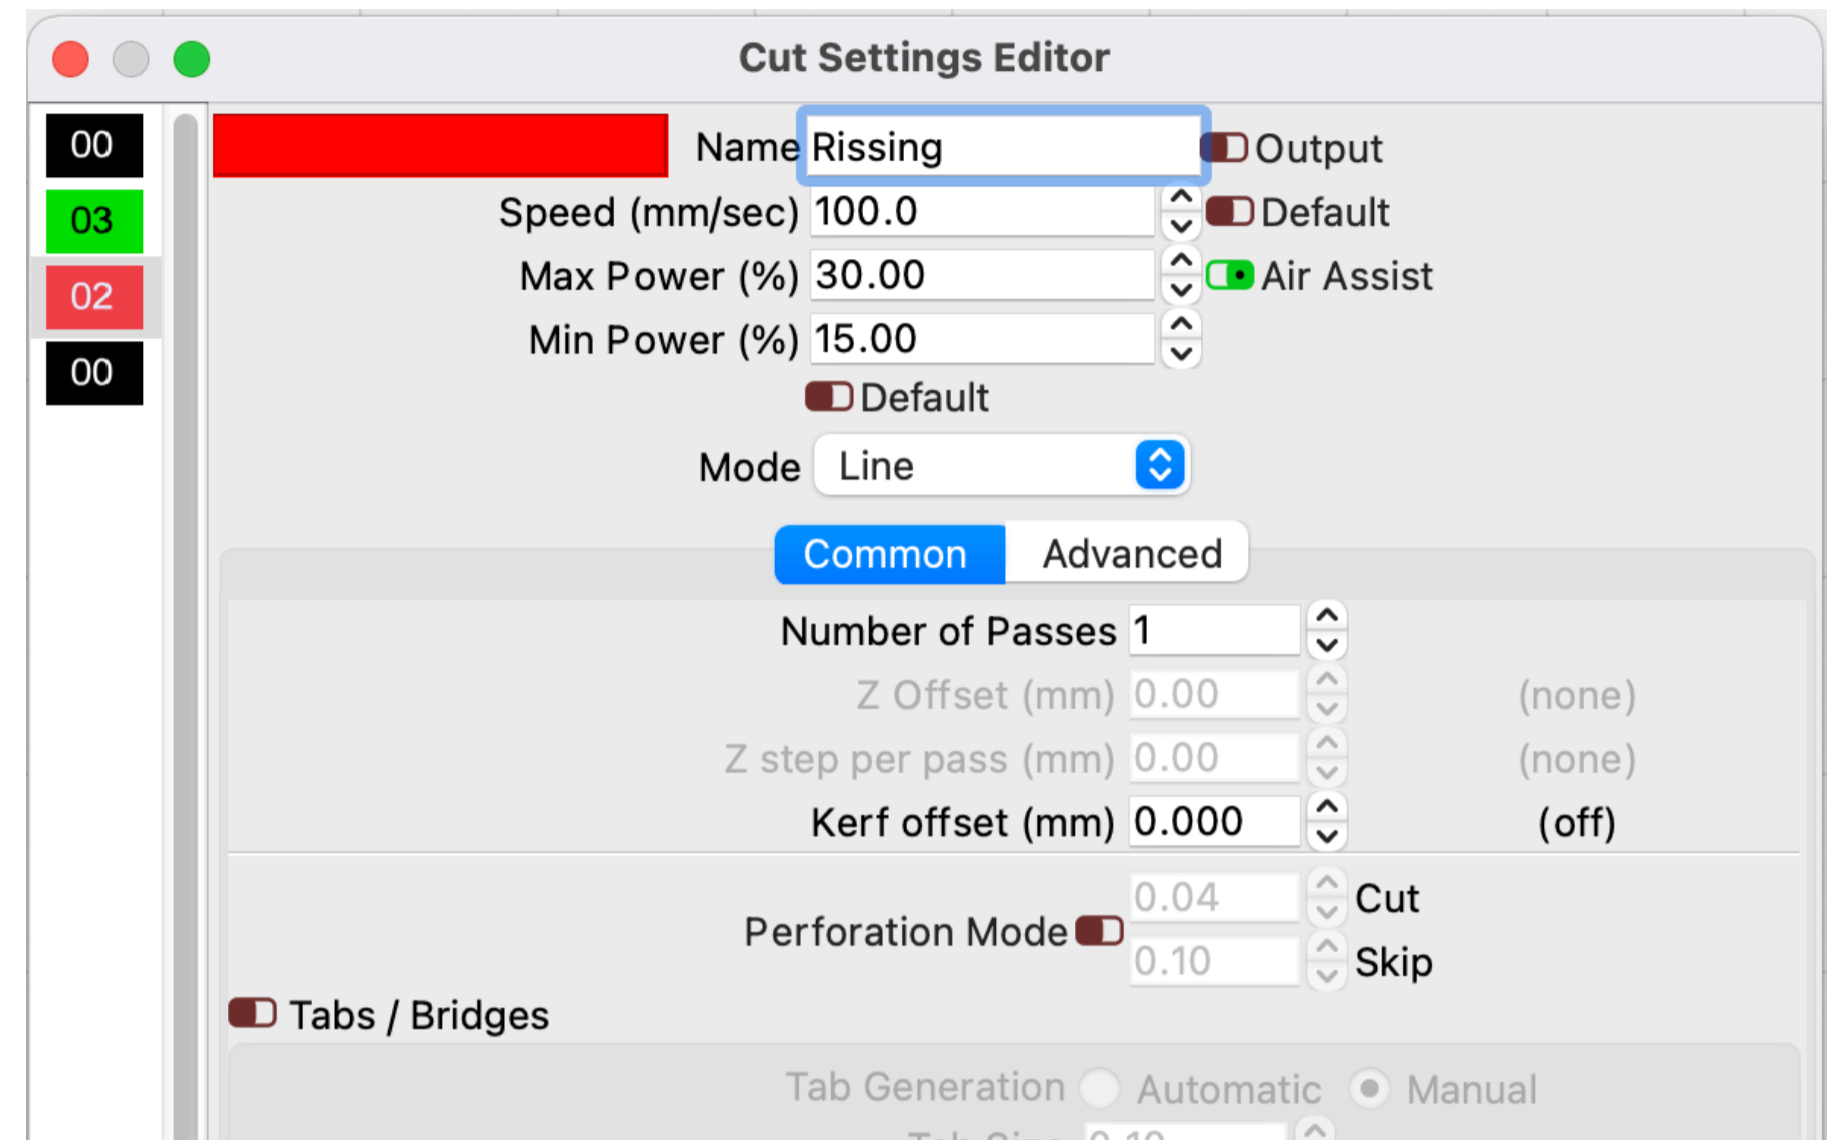 Cut Settings Editor
00
03
02
00
Name Rissing Output
Speed (mm/sec) 100.0 Default
Max Power (%) 30.00 Air Assist
Min Power (%) 15.00
Default
Mode Line
Common Advanced
Number of Passes 1
Z Offset (mm) 0.00 (none)
Z step per pass (mm) 0.00 (none)
Kerf offset (mm) 0.000 (off)
Perforation Mode 0.04 Cut
0.10 Skip
Tabs / Bridges
Tab Generation Automatic Manual